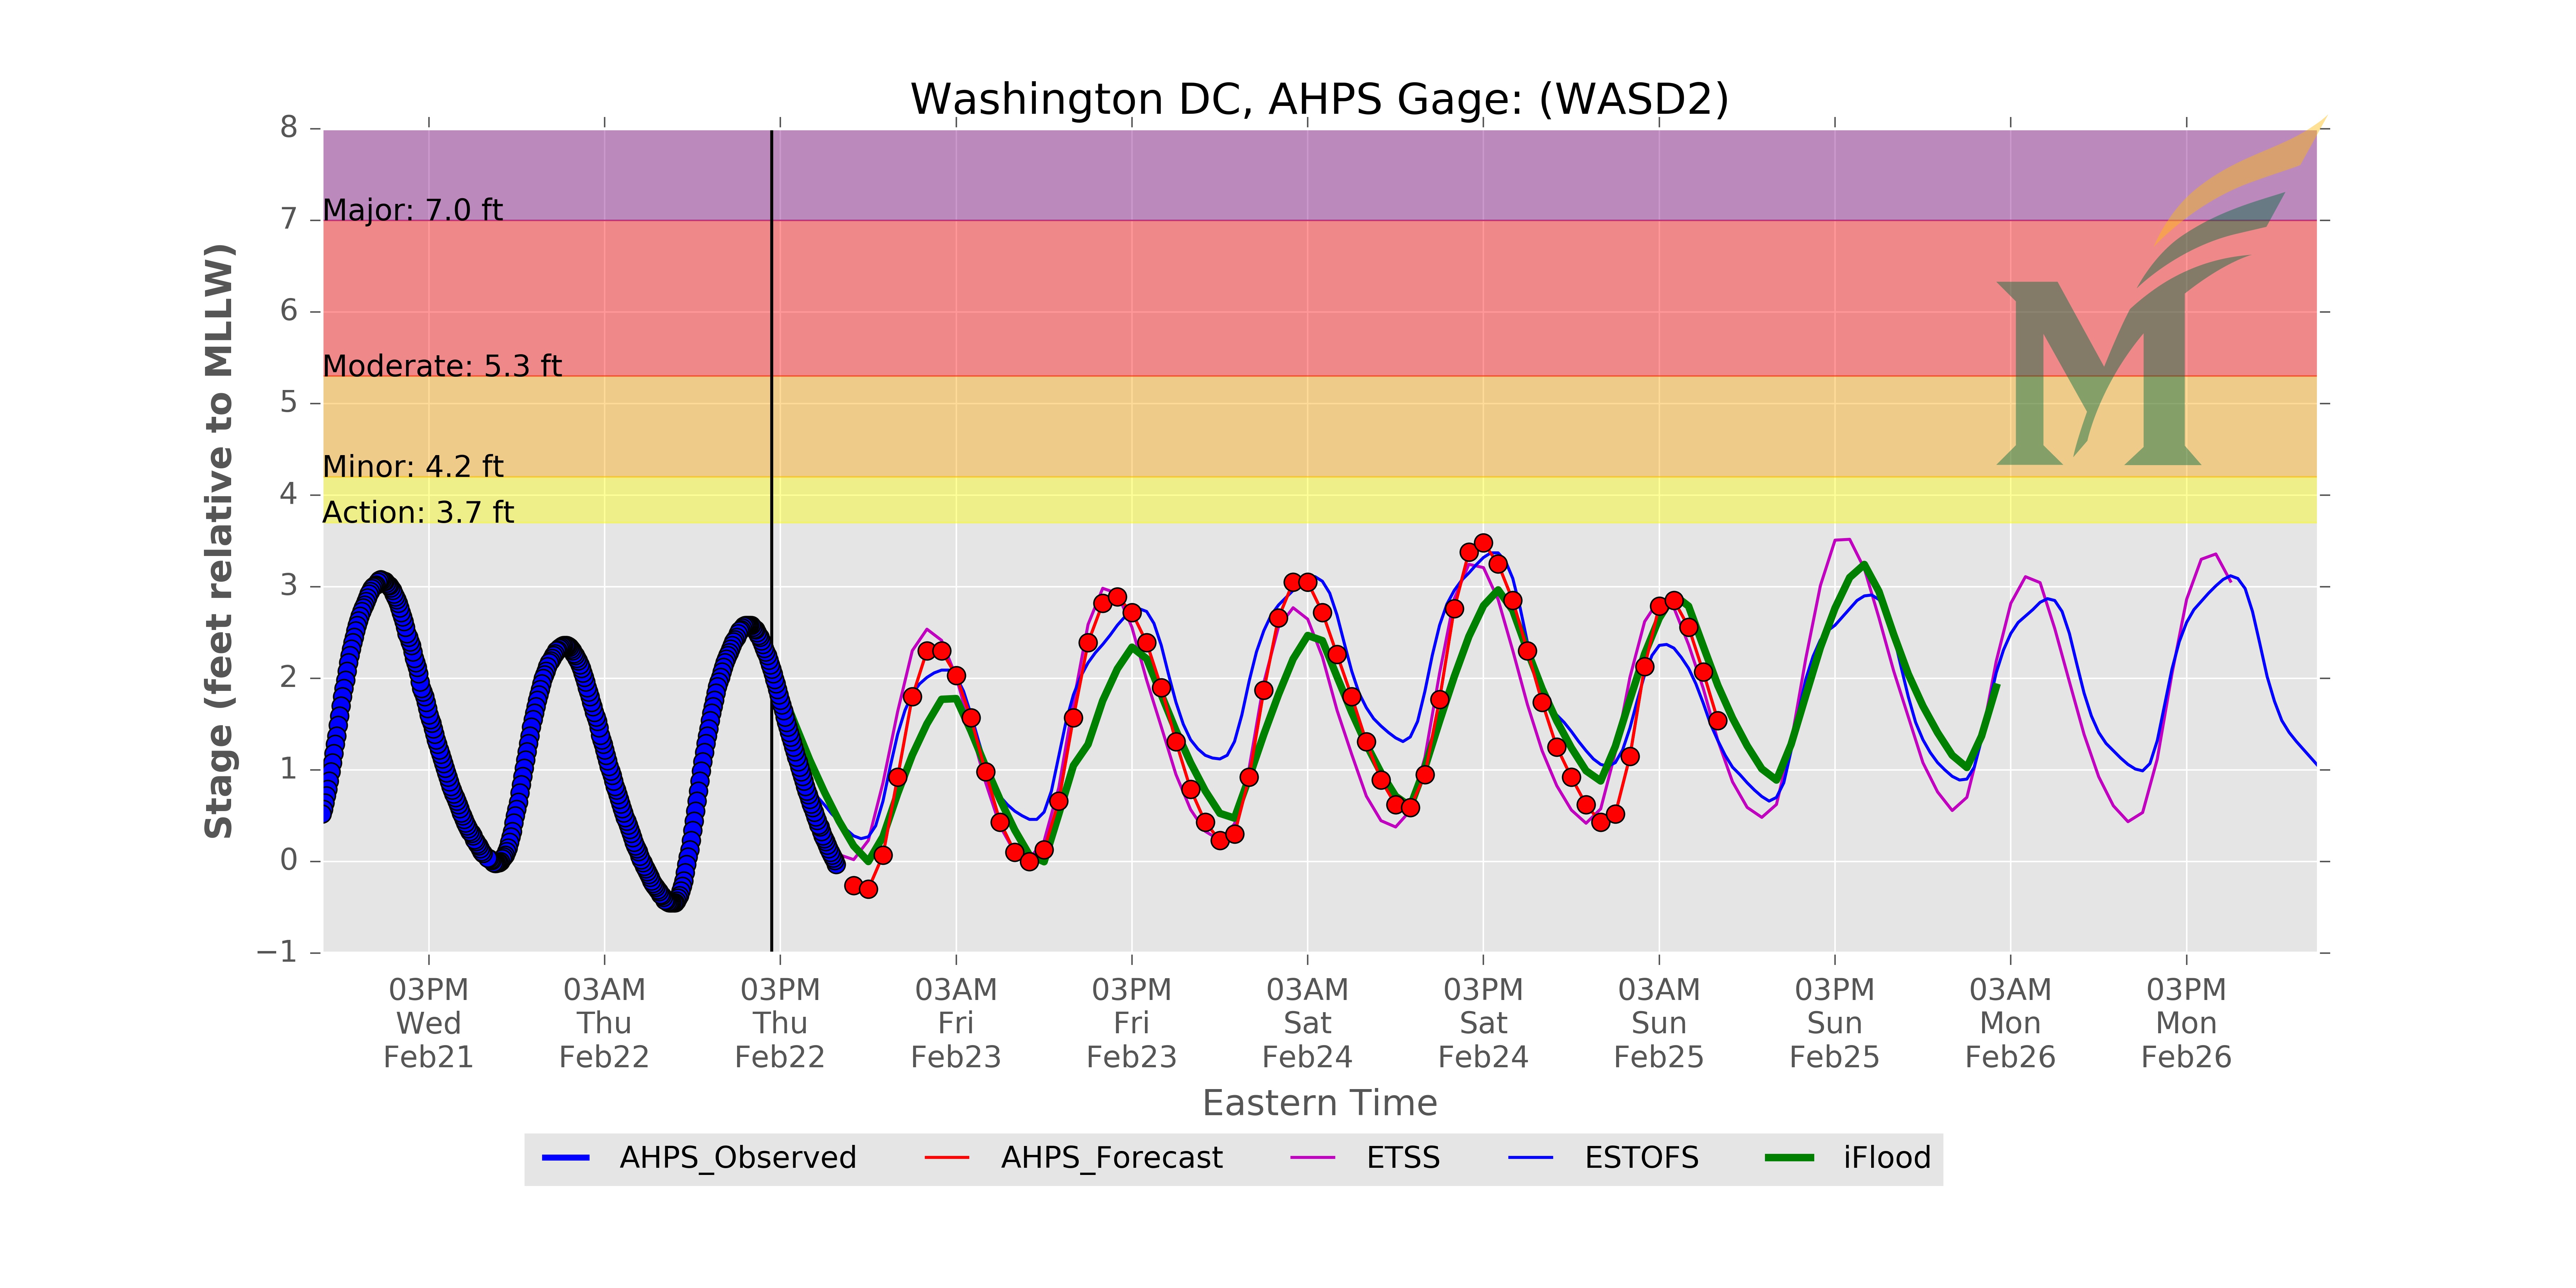 Washington DC, AHPS Gage: (WASD2)
8
7
6
5
4
3
2
1
0
−1
Stage (feet relative to MLLW)
Major: 7.0 ft
Moderate: 5.3 ft
Minor: 4.2 ft
Action: 3.7 ft
M
03PM 03AM 03PM 03AM 03PM 03AM 03PM 03AM 03PM 03AM 03PM
Wed Thu Thu Fri Fri Sat Sat Sun Sun Mon Mon
Feb21 Feb22 Feb22 Feb23 Feb23 Feb24 Feb24 Feb25 Feb25 Feb26 Feb26
Eastern Time
AHPS_Observed AHPS_Forecast ETSS ESTOFS iFlood